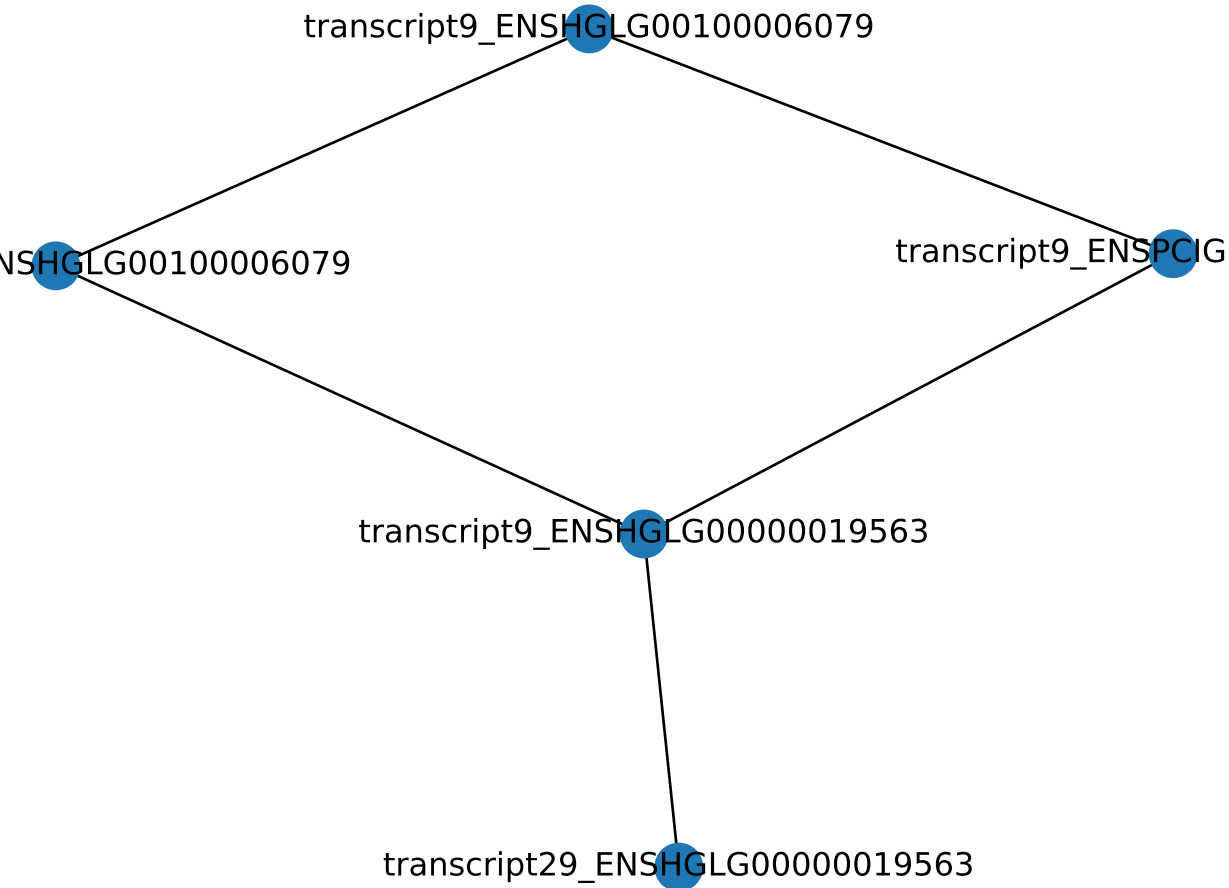 transcript9_ENSHGLG00100006079
transcript9_ENSPCIG
NSHGLG00100006079
transcript9_ENSHGLG00000019563
transcript29_ENSHGLG00000019563